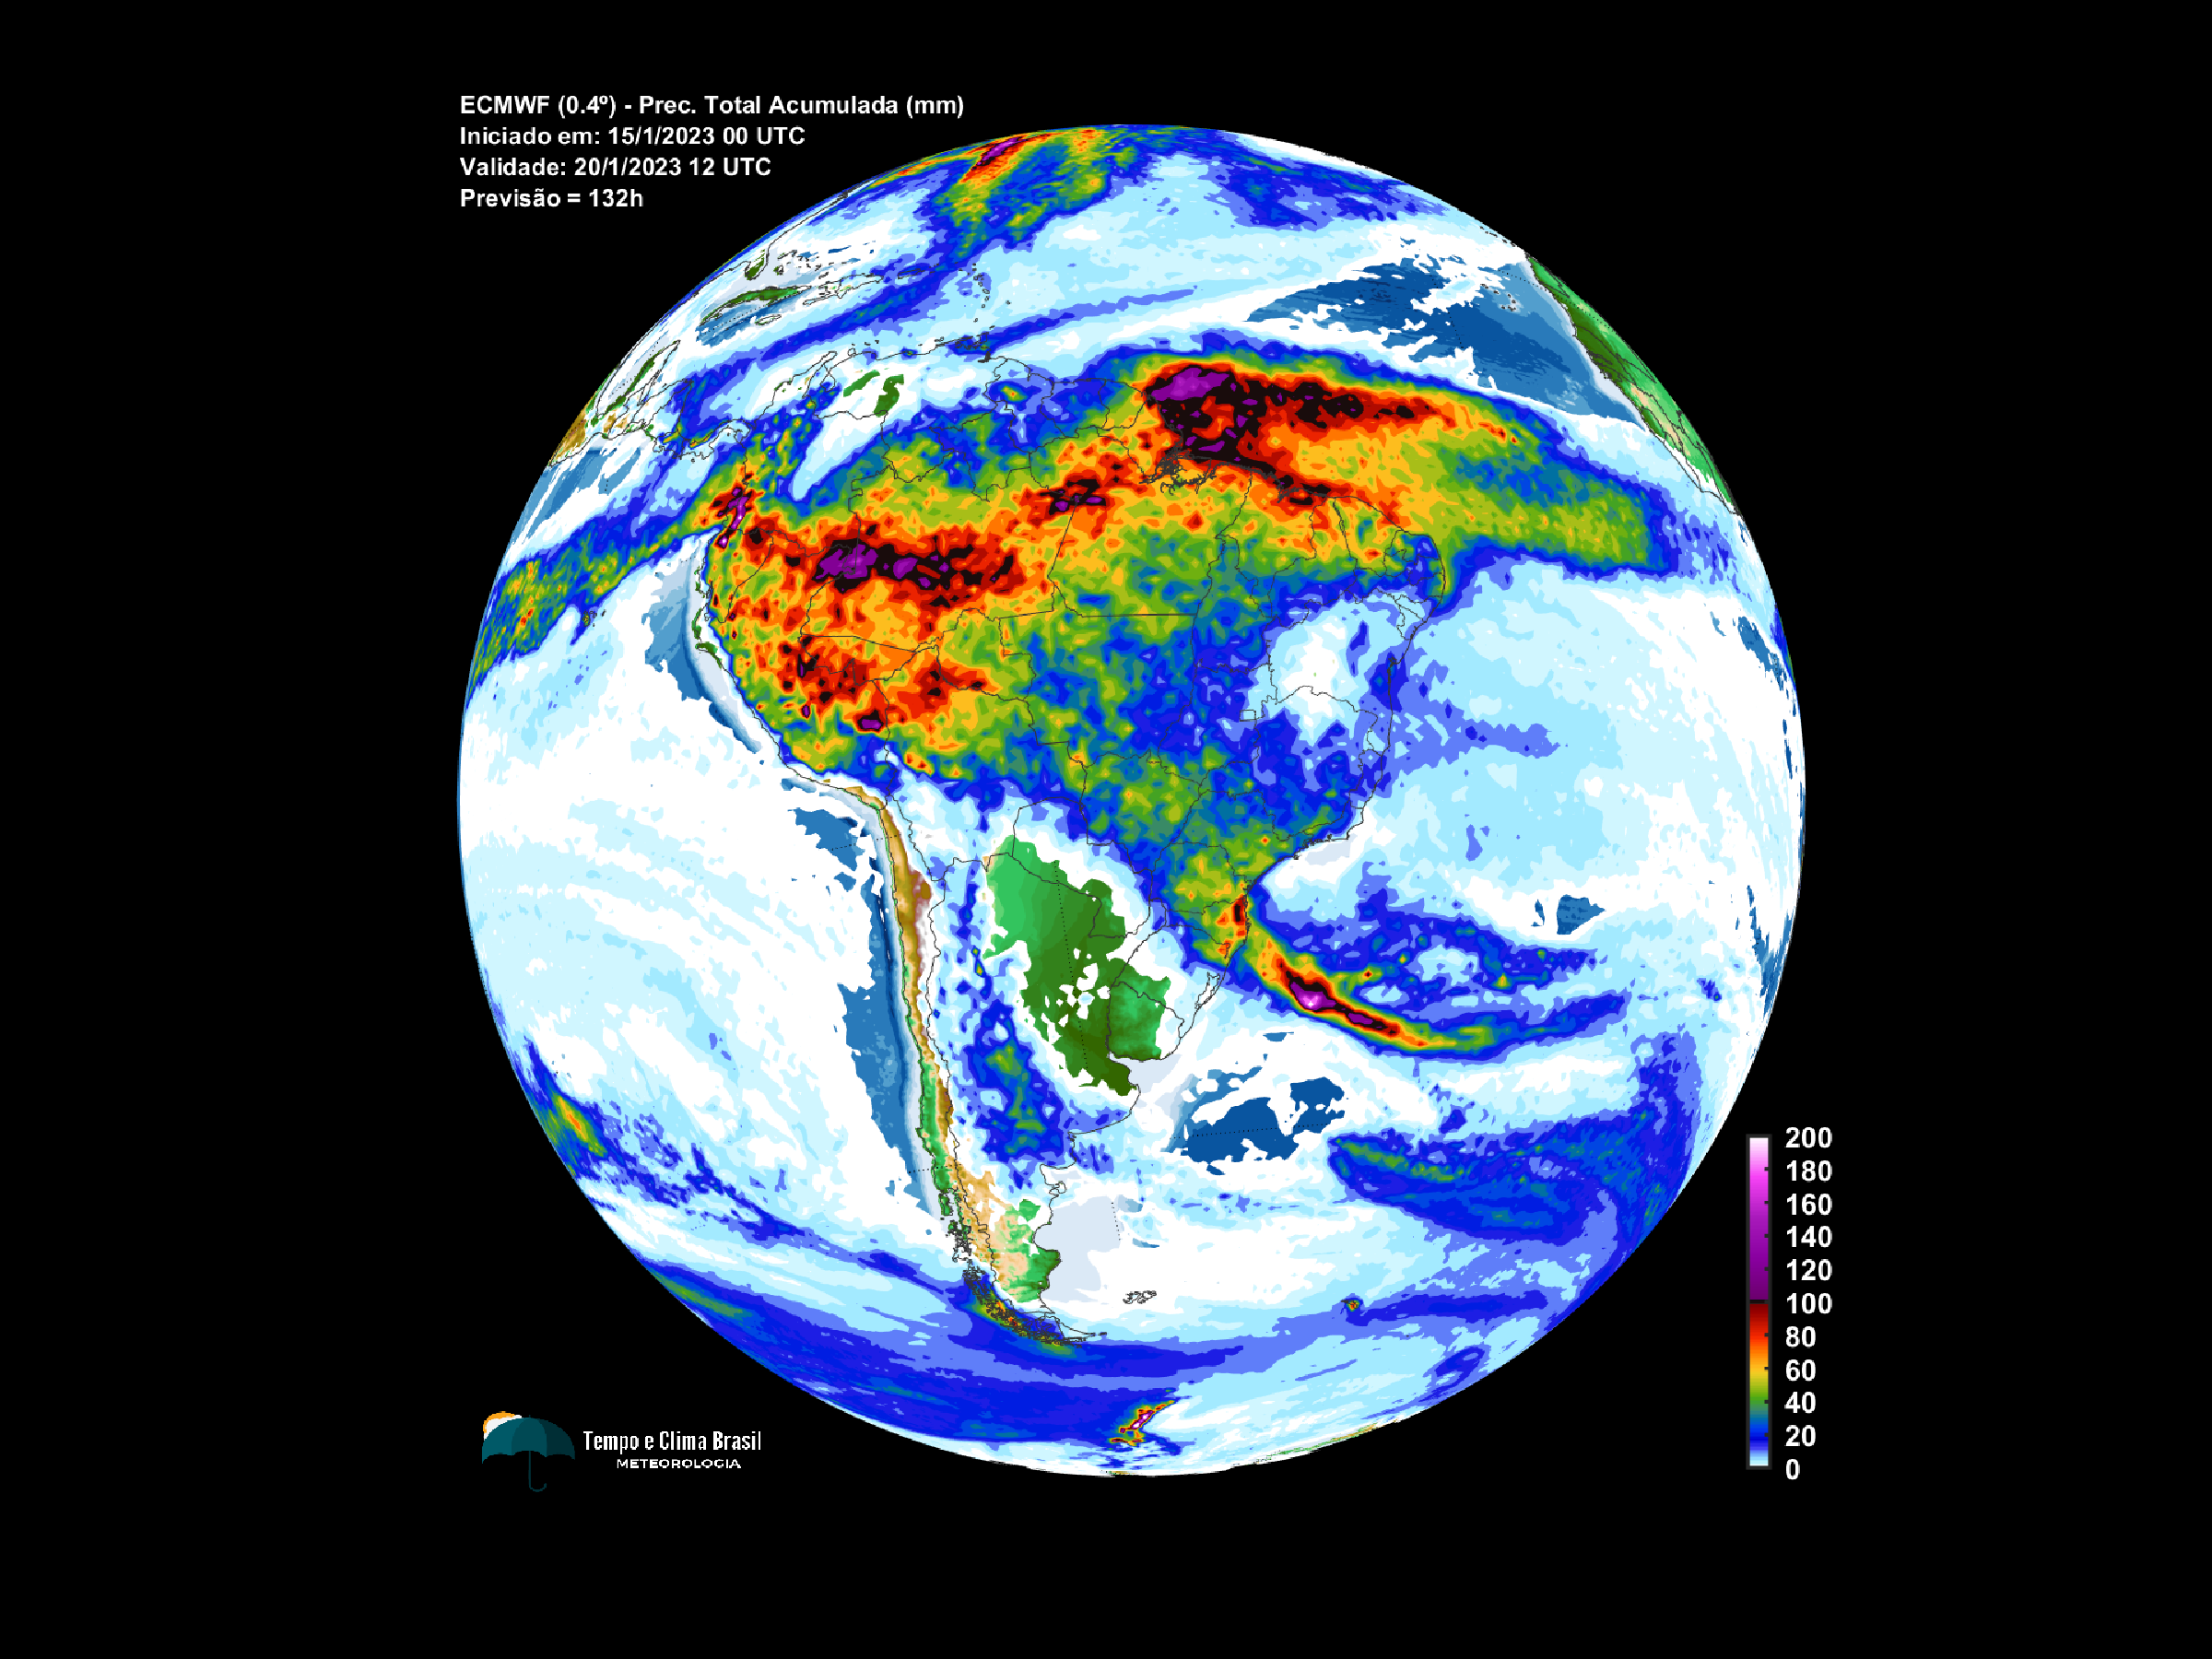 ECMWF (0.4º) - Prec. Total Acumulada (mm)
Iniciado em: 15/1/2023 00 UTC
Validade: 20/1/2023 12 UTC
Previsão = 132h
200
180
160
140
120
100
80
60
40
20
0
Tempo e Clima Brasil
METEOROLOGIA